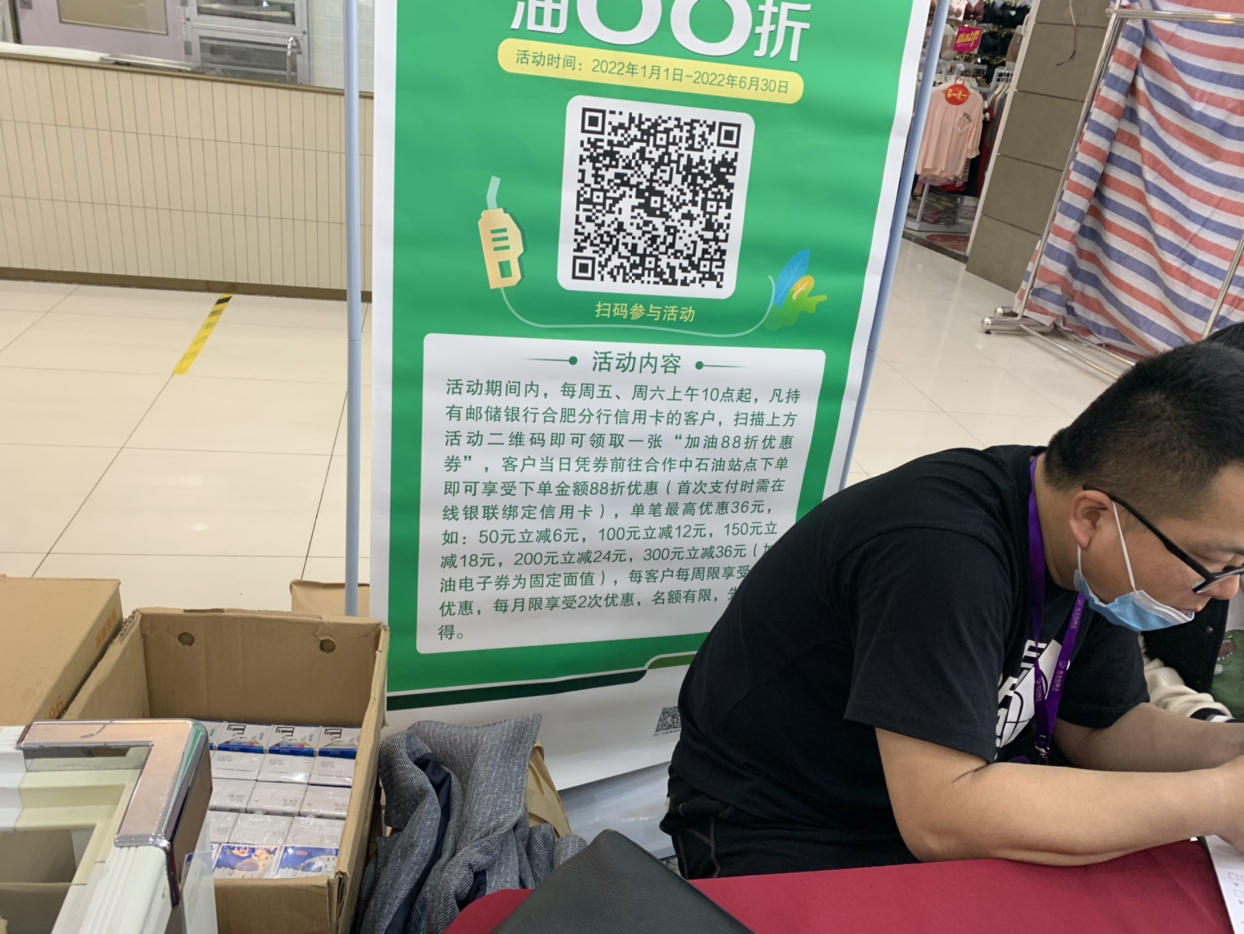 油88折
活动时间：2022年1月1日-2022年6月30日
扫码参与活动
活动内容
活动期间内，每周五、周六上午10点起，凡持
有邮储银行合肥分行信用卡的客户，扫描上方
活动二维码即可领取一张“加油88折优惠
券”，客户当日凭券前往合作中石油站点下单
即可享受下单金额88折优惠（首次支付时需在
线银联绑定信用卡），单笔最高优惠36元，
如：50元立减6元，100元立减12元，150元立
减18元，200元立减24元，300元立减36元（
油电子券为固定面值），每客户每周限享受
优惠，每月限享受2次优惠，名额有限，
得。